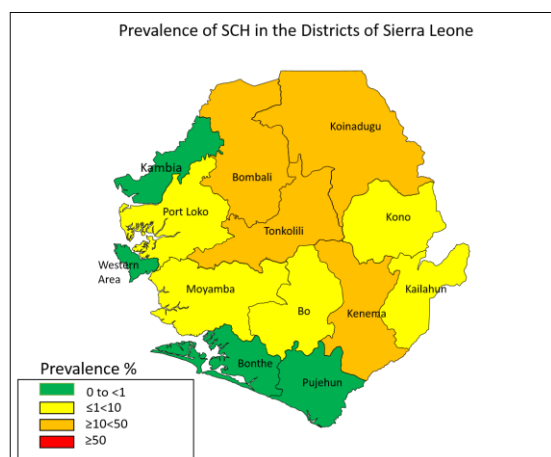 Prevalence of SCH in the Districts of Sierra Leone
Koinadugu
Kambia
Bombali
Port Loko
Kono
Tonkolili
Western
Area
Moyamba
Kailahun
Bo
Kenema
Bonthe
Pujehun
Prevalence %
0 to <1
≤1<10
≥10<50
≥50